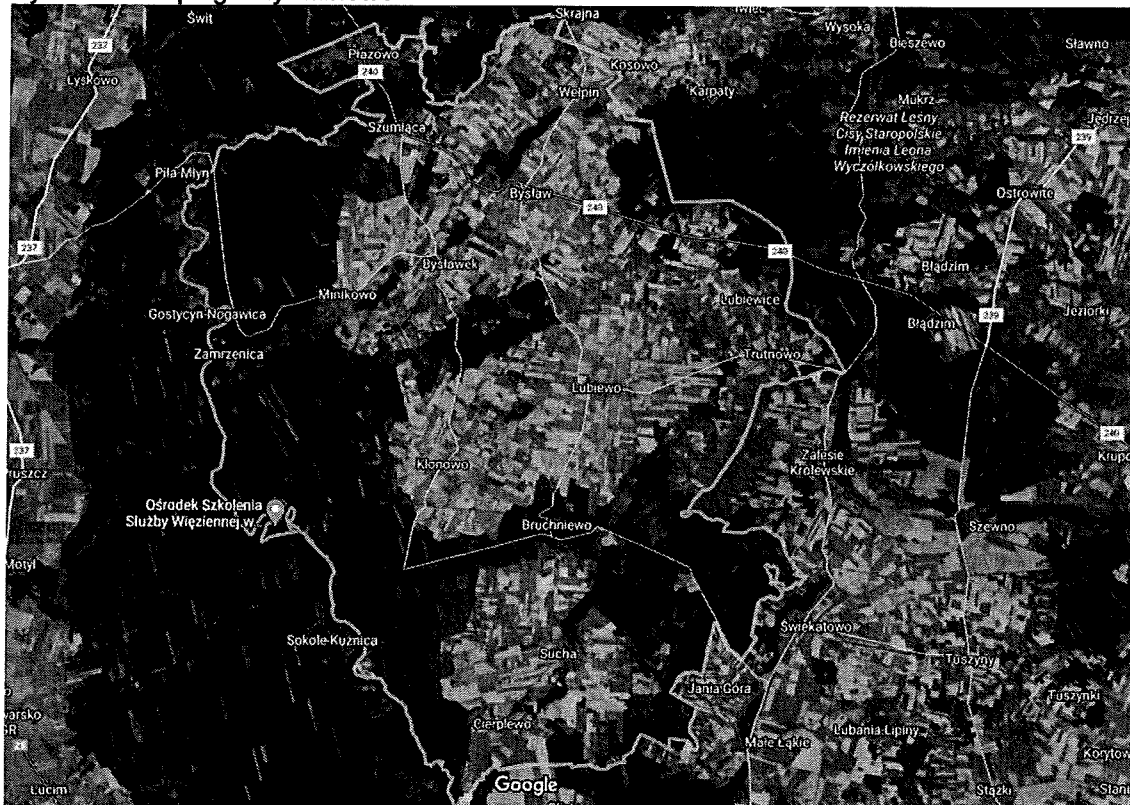 Świt
Skrajna
Wysoka
237
Płazowo
Bieszewo
Sławno
Łyskowo
240
Kosowo
Wełpin
Karpaty
Mukrz
Rezerwat Leśny
Cisy Staropolskie
Imienia Leona
Wyczółkowskiego
Szumiąca
239
Piła-Młyn
Bysław
Ostrowite
240
237
240
Bysławek
Błądzim
Minikowo
Lubiewice
Gostycyn-Nogawica
239
Jeziorki
Błądzim
Zamrzenica
Trutnowo
Lubiewo
240
237
Klonowo
Zalesie
Królewskie
Ośrodek Szkolenia
Służby Więziennej w
Bruchniewo
Szewno
Motyl
Sokole-Kuźnica
Świekatowo
Sucha
Tuszyny
Jania Góra
Tuszynki
Cierplewo
Małe Łąkie
Lubania-Lipiny
Google
Łucim
Stążki